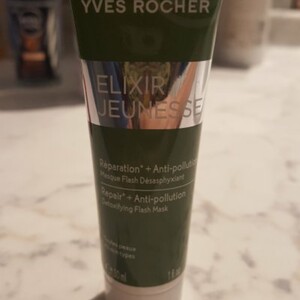 YVES ROCHER
ELIXIR
JEUNESSE
Réparation* + Anti-pollution
Masque Flash Désasphyxiant
Repair* + Anti-pollution
Detoxifying Flash Mask